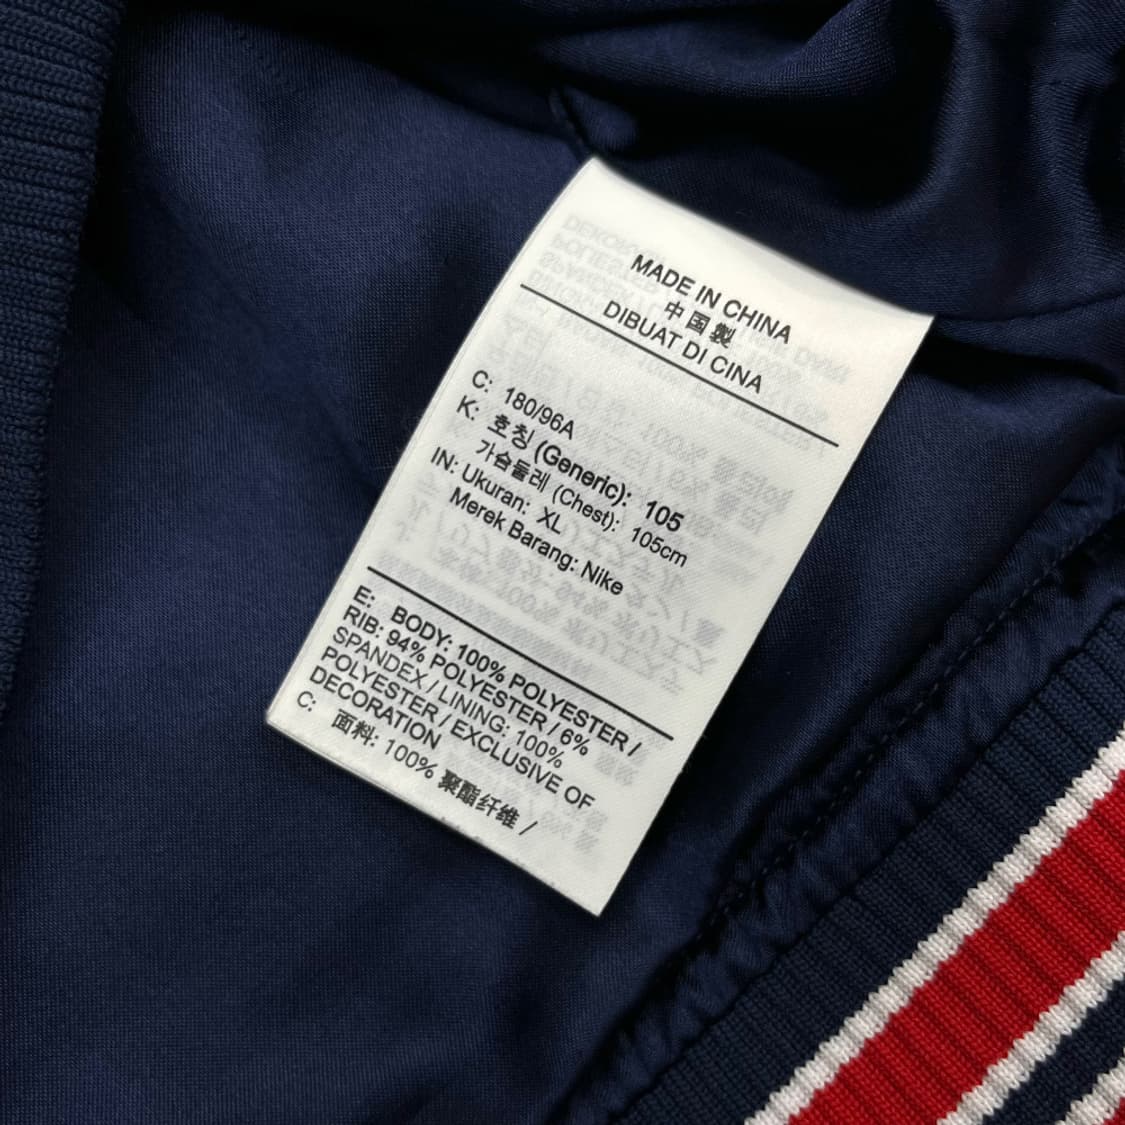 MADE IN CHINA
中国製
DIBUAT DI CINA
C: 180/96A
K: 호칭 (Generic): 105
가슴둘레 (Chest): 105cm
IN: Ukuran: XL
Merek Barang: Nike
E: BODY: 100% POLYESTER /
RIB: 94% POLYESTER / 6%
SPANDEX / LINING: 100%
POLYESTER / EXCLUSIVE OF
DECORATION
C: 面料: 100% 聚酯纤维 /